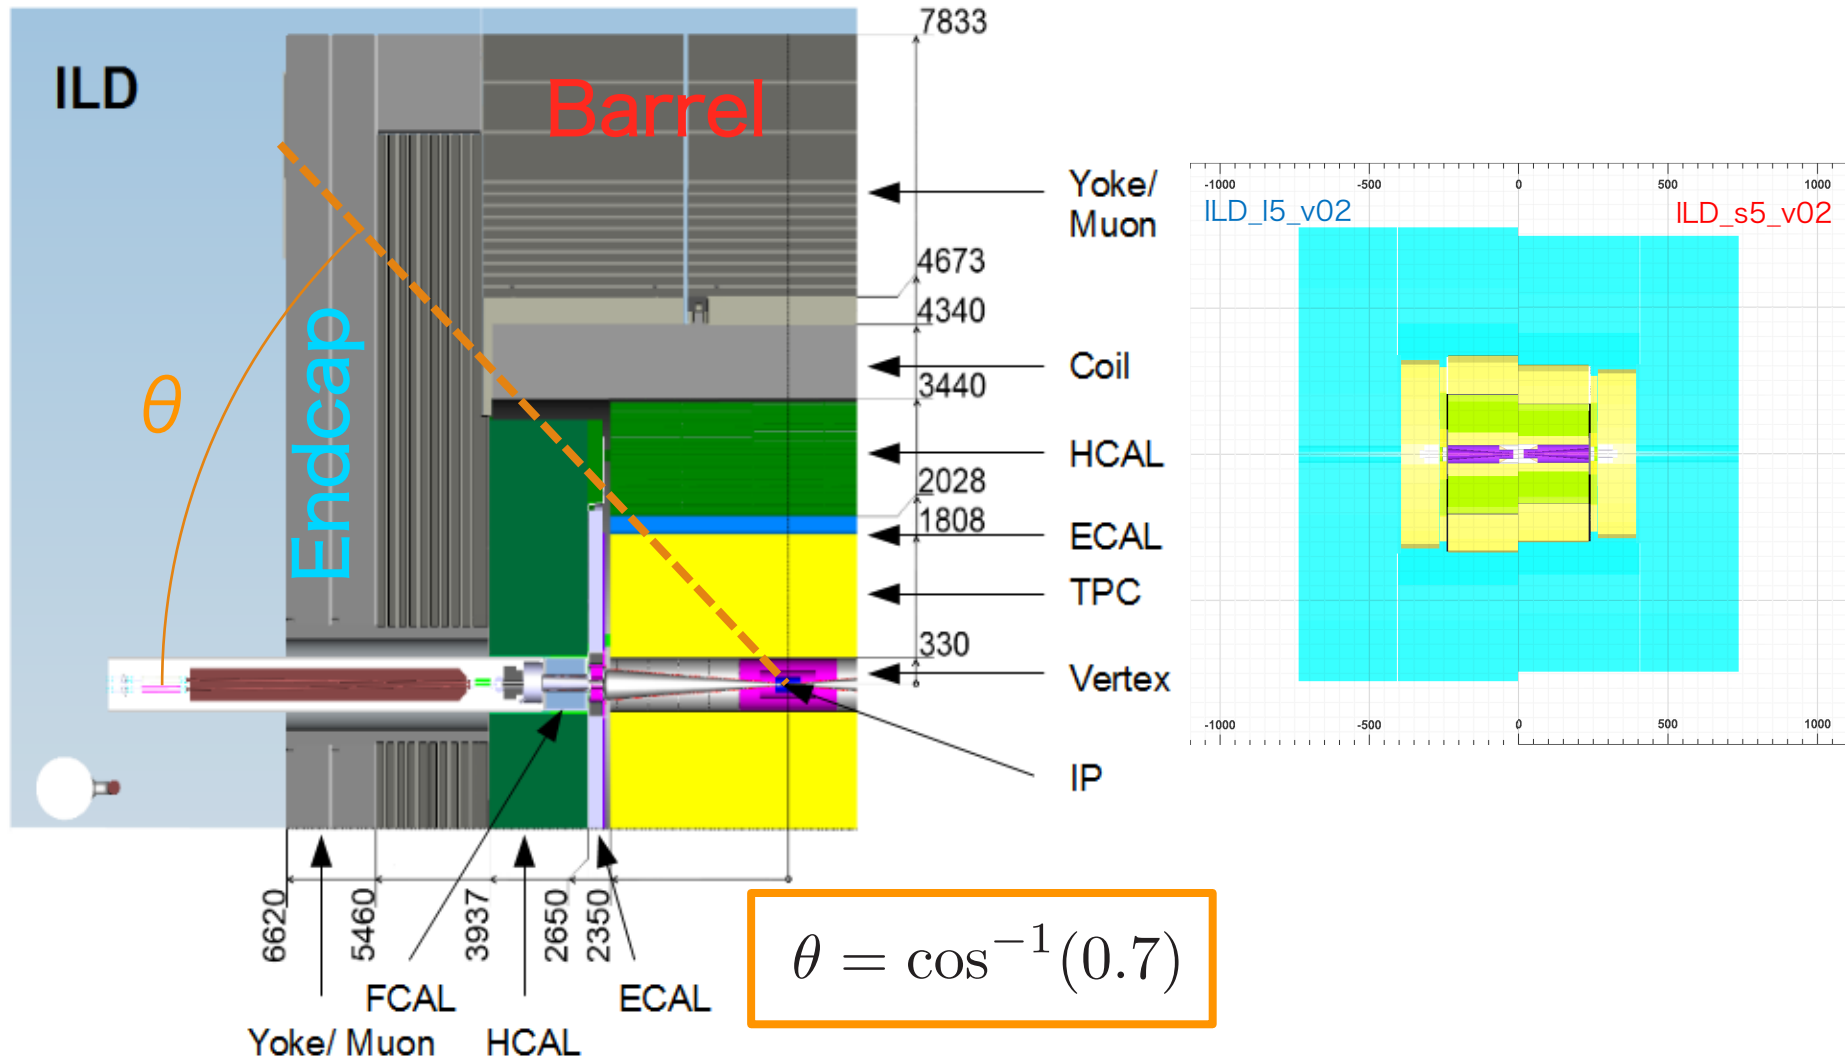 ILD
Barrel
Endcap
θ
7833
4673
4340
3440
2028
1808
330
Yoke/
Muon
Coil
HCAL
ECAL
TPC
Vertex
IP
6620
5460
3937
2650
2350
FCAL
ECAL
Yoke/ Muon
HCAL
θ = cos⁻¹(0.7)
-1000 -500 0 500 1000
ILD_l5_v02
ILD_s5_v02
-1000 -500 0 500 1000